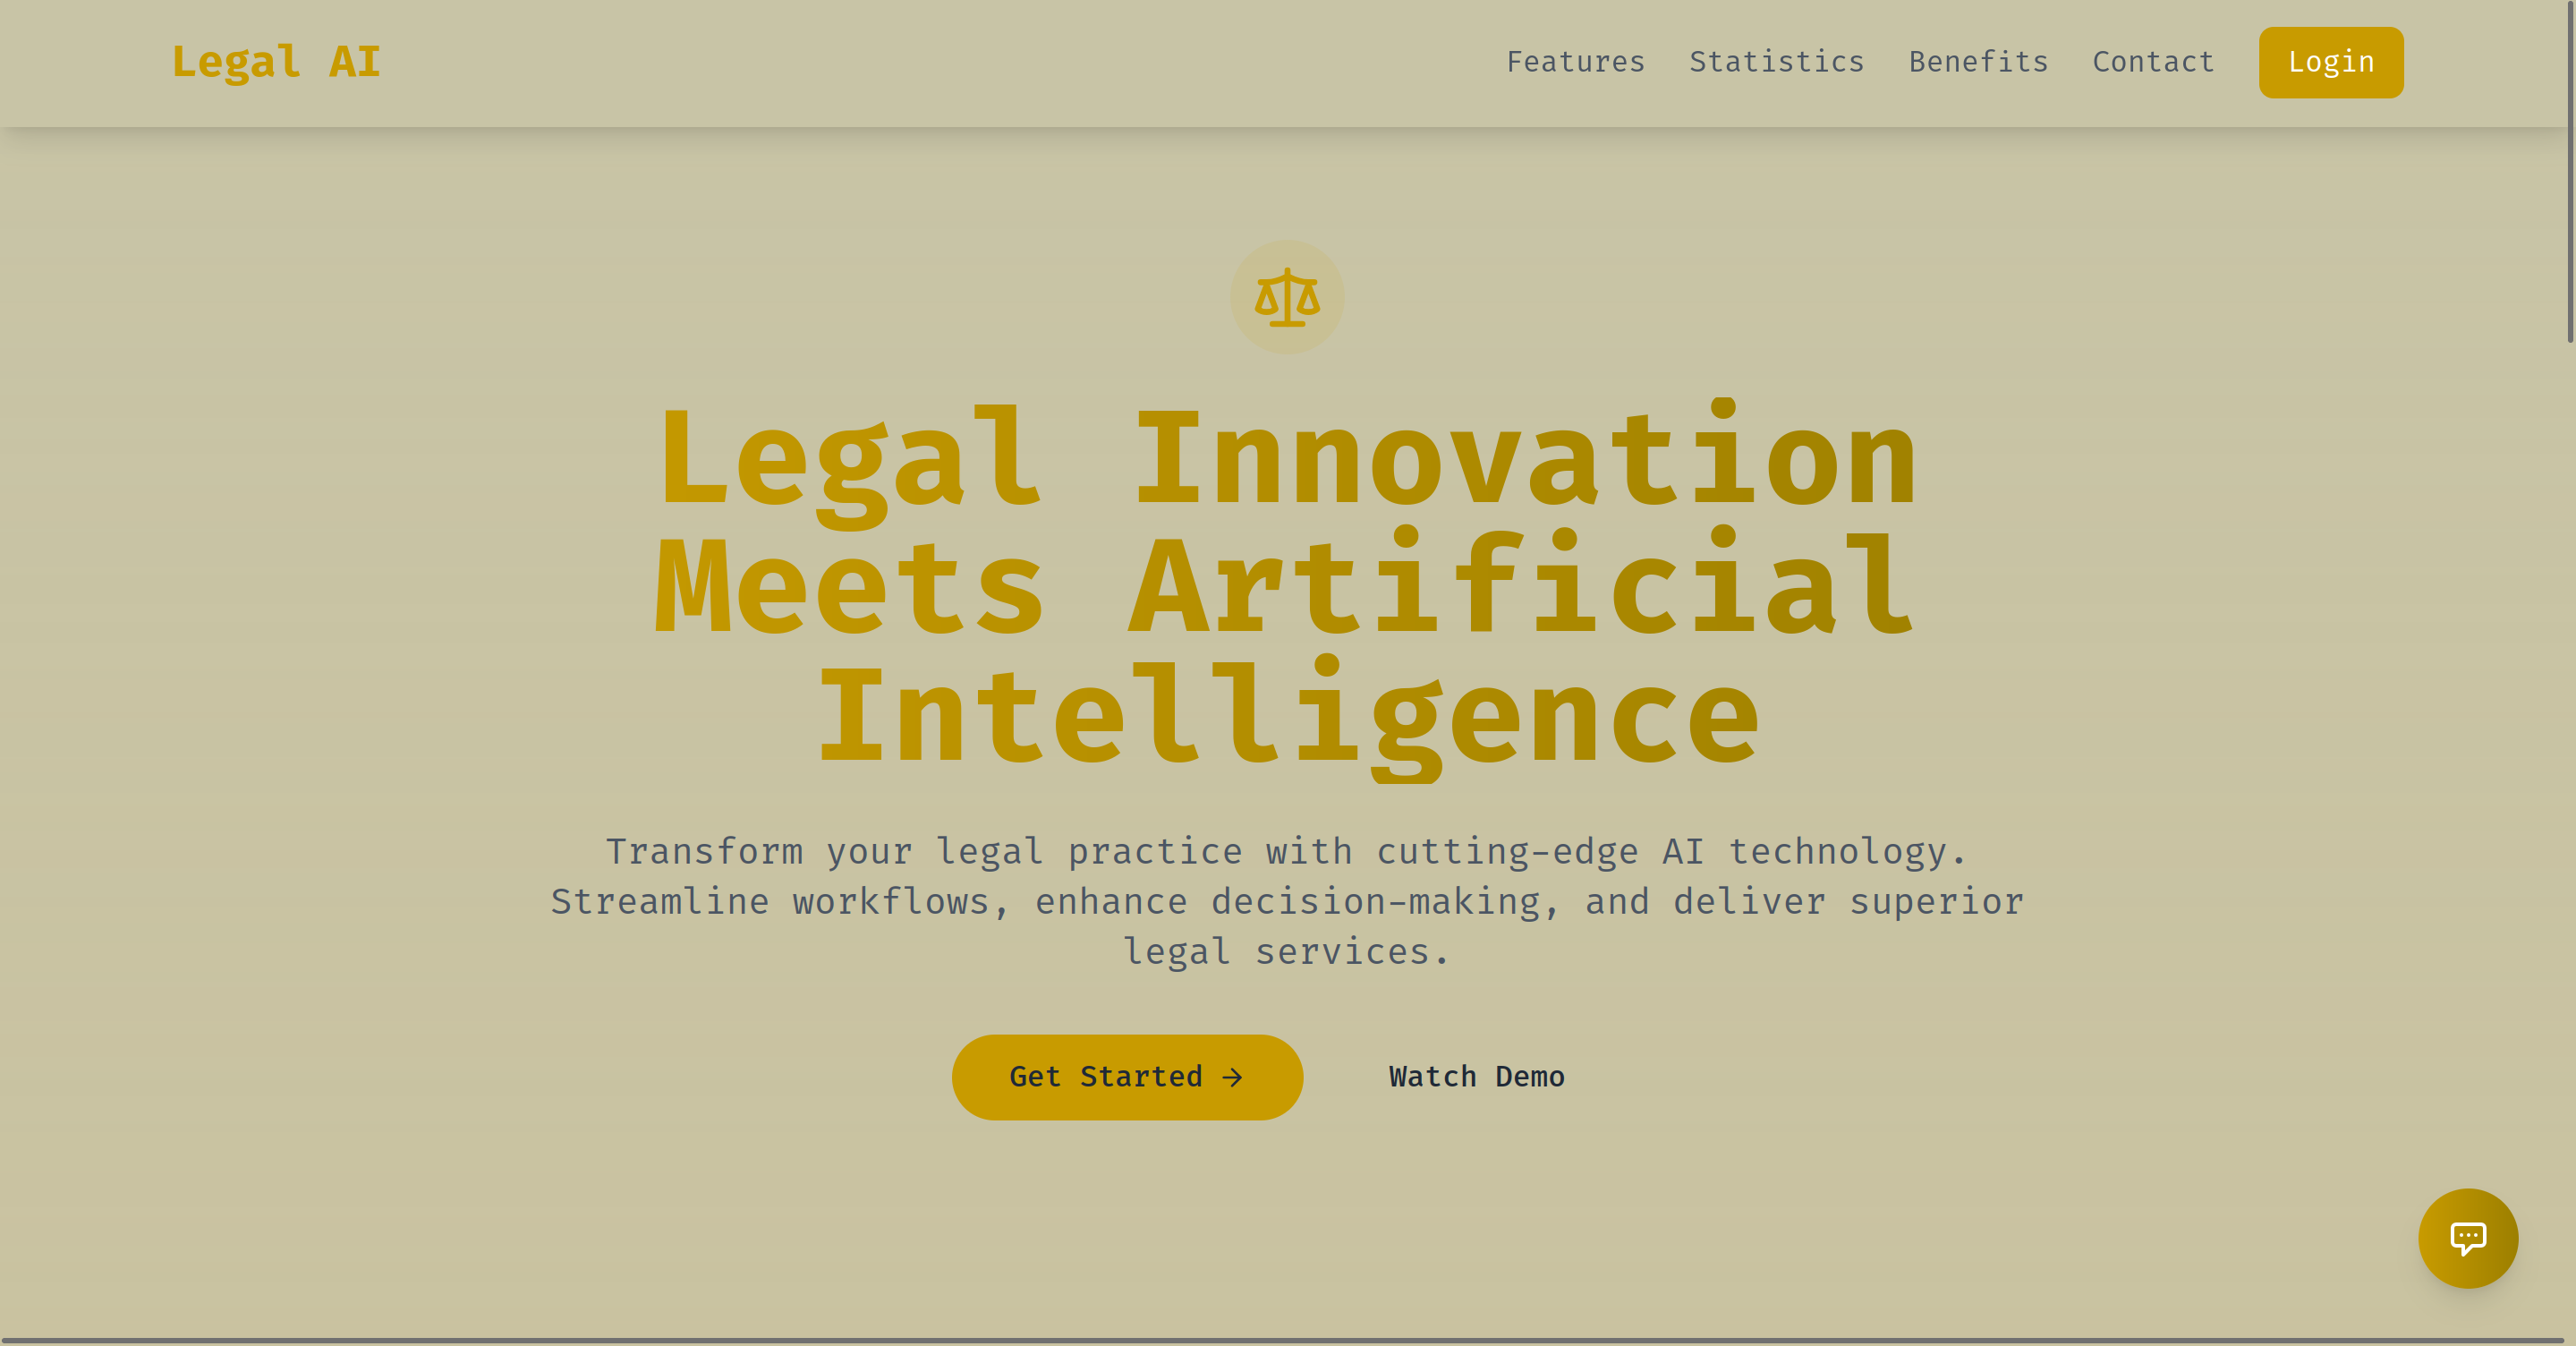 Legal AI
Features Statistics Benefits Contact Login
Legal Innovation
Meets Artificial
Intelligence
Transform your legal practice with cutting-edge AI technology.
Streamline workflows, enhance decision-making, and deliver superior
legal services.
Get Started →
Watch Demo